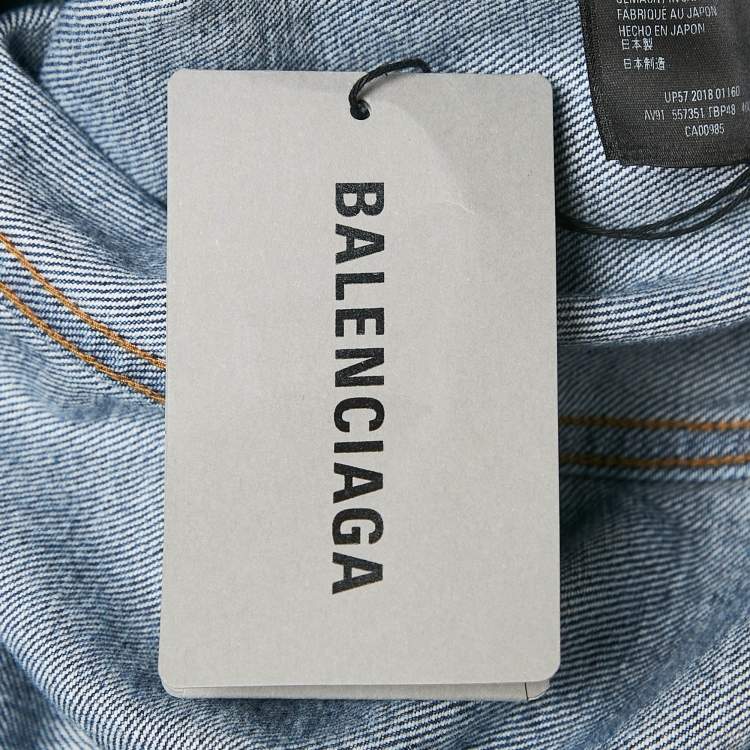 FABRIQUÉ AU JAPON
HECHO EN JAPON
日本製
日本制造
UP57 2018 01160
AV91 557351 TBP48
CA00985
BALENCIAGA